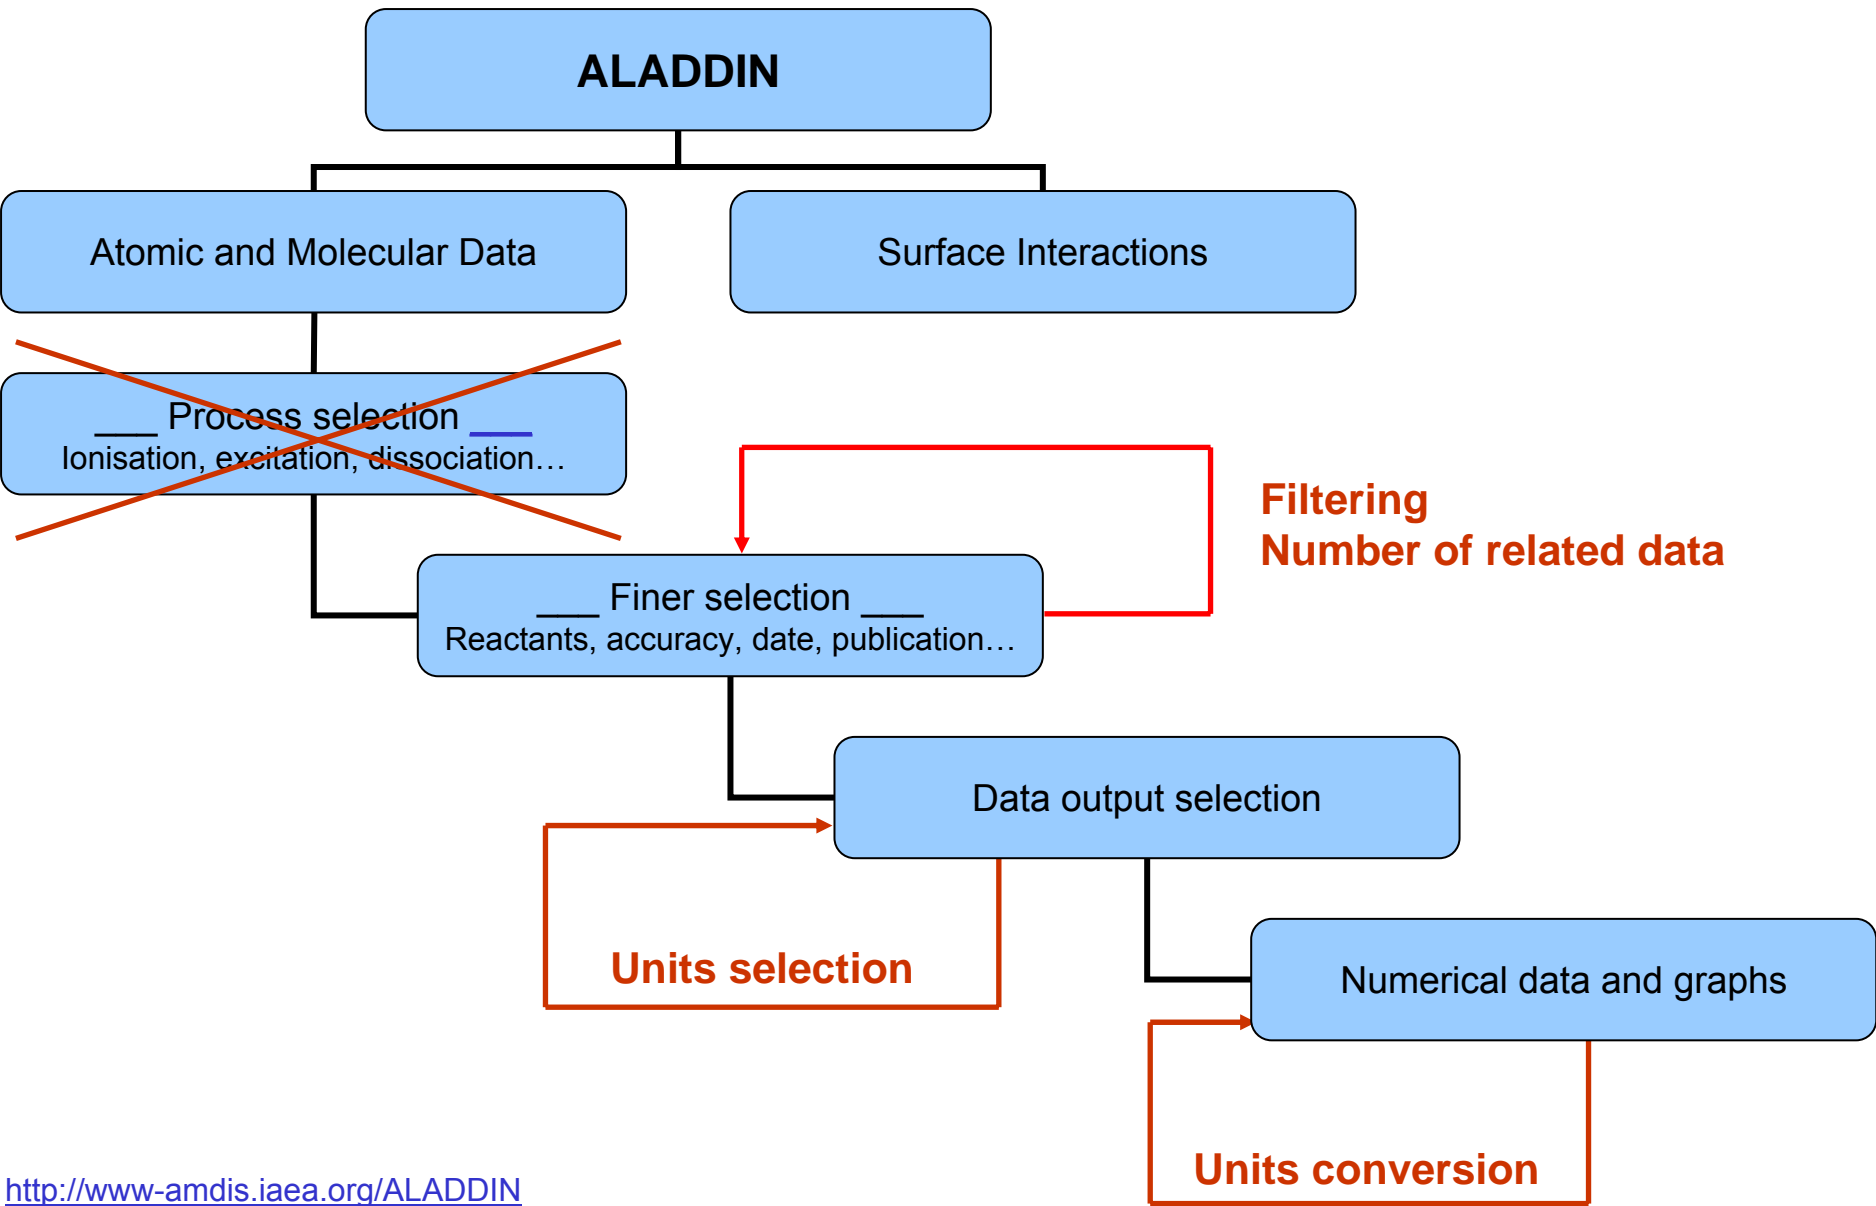 ALADDIN
Atomic and Molecular Data
Surface Interactions
___ Process selection ___
Ionisation, excitation, dissociation…
Filtering
Number of related data
___ Finer selection ___
Reactants, accuracy, date, publication…
Data output selection
Units selection
Numerical data and graphs
Units conversion
http://www-amdis.iaea.org/ALADDIN